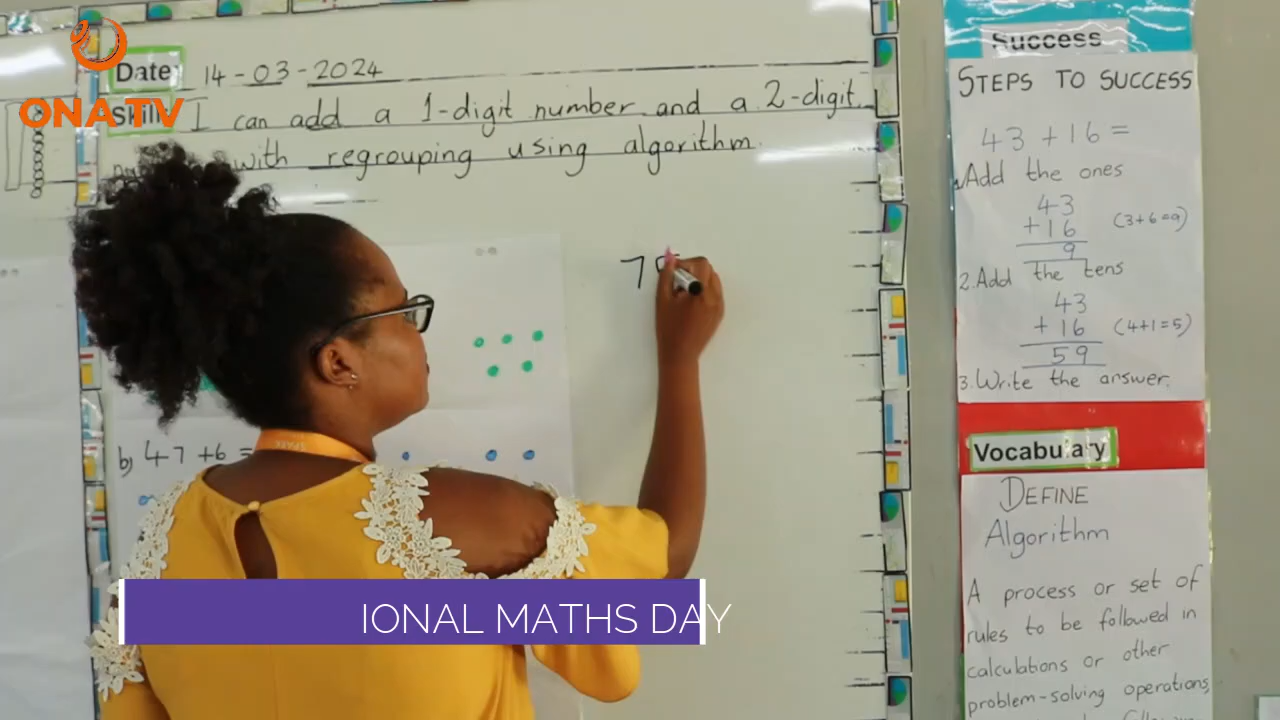 ONA TV
Date 14-03-2024
Skill I can add a 1-digit number and a 2-digit
with regrouping using algorithm.
7
b) 47 +6 =
SPARK
IONAL MATHS DAY
Success
STEPS TO SUCCESS
43 + 16 =
Add the ones
43
+16
(3+6=9)
9
2. Add the tens
43
+ 16
(4+1=5)
59
3. Write the answer.
Vocabulary
DEFINE
Algorithm
A process or set of
rules to be followed in
calculations or other
problem-solving operations,